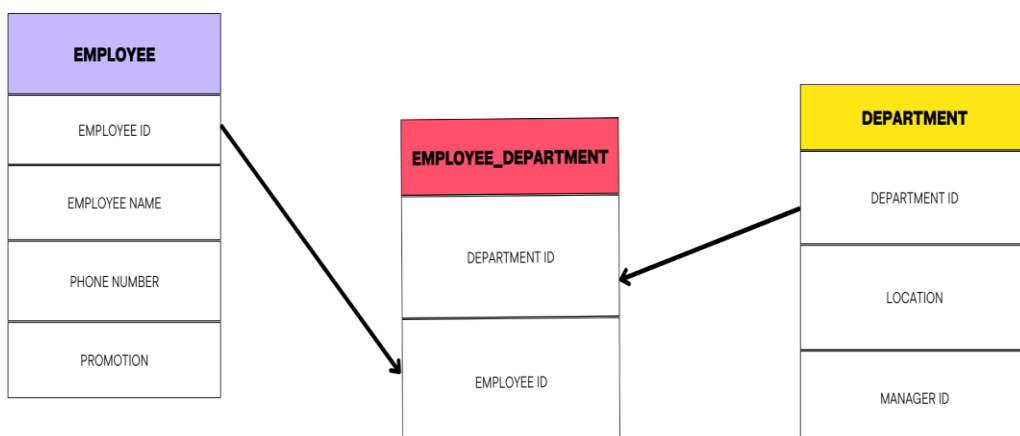 EMPLOYEE
EMPLOYEE ID
EMPLOYEE NAME
PHONE NUMBER
PROMOTION
EMPLOYEE_DEPARTMENT
DEPARTMENT ID
EMPLOYEE ID
DEPARTMENT
DEPARTMENT ID
LOCATION
MANAGER ID